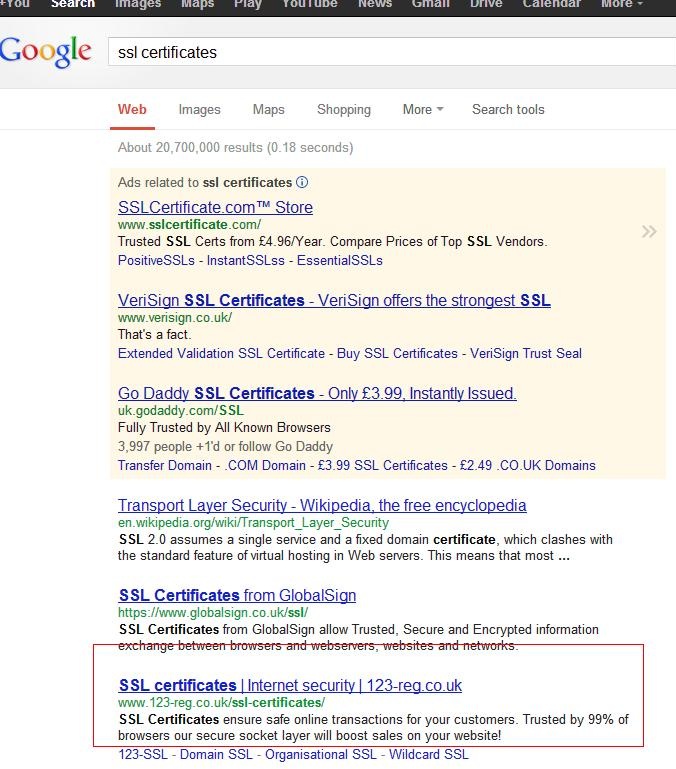 +You Search Images Maps Play YouTube News Gmail Drive Calendar More
Google
ssl certificates
Web Images Maps Shopping More Search tools
About 20,700,000 results (0.18 seconds)
Ads related to ssl certificates
SSLCertificate.com™ Store
www.sslcertificate.com/
Trusted SSL Certs from £4.96/Year. Compare Prices of Top SSL Vendors.
PositiveSSLs - InstantSSLss - EssentialSSLs
VeriSign SSL Certificates - VeriSign offers the strongest SSL
www.verisign.co.uk/
That's a fact.
Extended Validation SSL Certificate - Buy SSL Certificates - VeriSign Trust Seal
Go Daddy SSL Certificates - Only £3.99, Instantly Issued.
uk.godaddy.com/SSL
Fully Trusted by All Known Browsers
3,997 people +1'd or follow Go Daddy
Transfer Domain - .COM Domain - £3.99 SSL Certificates - £2.49 .CO.UK Domains
Transport Layer Security - Wikipedia, the free encyclopedia
en.wikipedia.org/wiki/Transport_Layer_Security
SSL 2.0 assumes a single service and a fixed domain certificate, which clashes with
the standard feature of virtual hosting in Web servers. This means that most ...
SSL Certificates from GlobalSign
https://www.globalsign.co.uk/ssl/
SSL Certificates from GlobalSign allow Trusted, Secure and Encrypted information
exchange between browsers and webservers, websites and networks.
SSL certificates | Internet security | 123-reg.co.uk
www.123-reg.co.uk/ssl-certificates/
SSL Certificates ensure safe online transactions for your customers. Trusted by 99% of
browsers our secure socket layer will boost sales on your website!
123-SSL - Domain SSL - Organisational SSL - Wildcard SSL